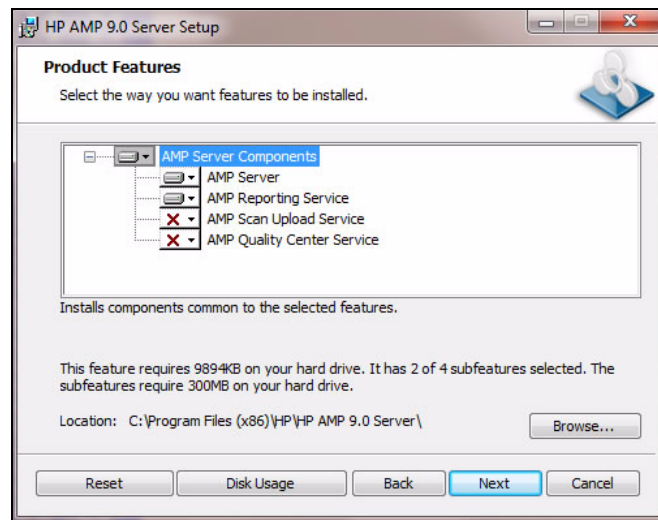 HP AMP 9.0 Server Setup
Product Features
Select the way you want features to be installed.
AMP Server Components
AMP Server
AMP Reporting Service
AMP Scan Upload Service
AMP Quality Center Service
Installs components common to the selected features.
This feature requires 9894KB on your hard drive. It has 2 of 4 subfeatures selected. The
subfeatures require 300MB on your hard drive.
Location: C:\Program Files (x86)\HP\HP AMP 9.0 Server\
Browse...
Reset Disk Usage Back Next Cancel